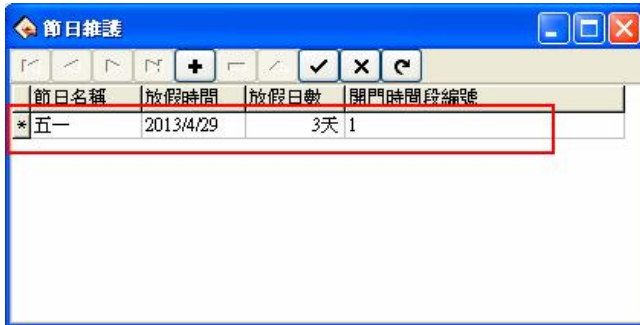 節日維護
節日名稱 放假時間 放假日數 開門時間段編號
* 五一 2013/4/29 3天 1